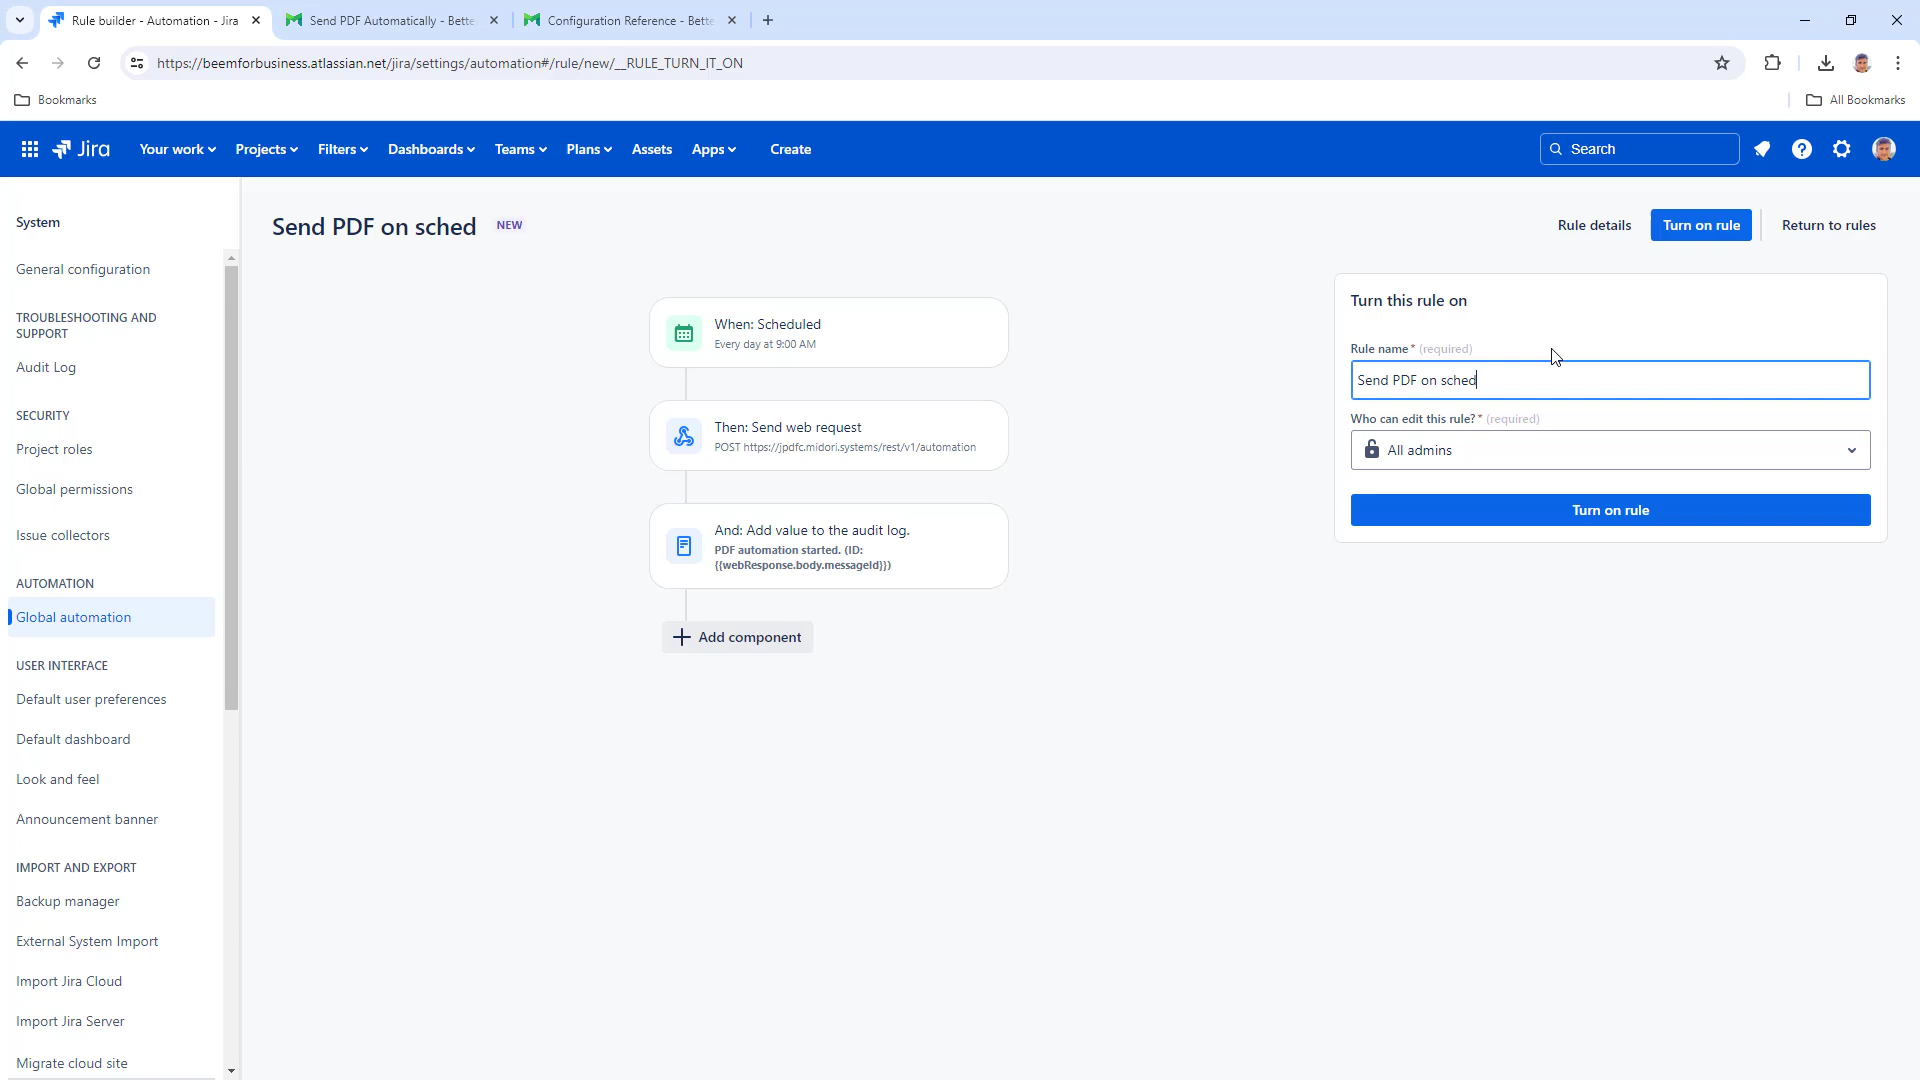 Rule builder - Automation - Jira
Send PDF Automatically - Bette
Configuration Reference - Bette
https://beemforbusiness.atlassian.net/jira/settings/automation#/rule/new/__RULE_TURN_IT_ON
Bookmarks
All Bookmarks
Jira
Your work
Projects
Filters
Dashboards
Teams
Plans
Assets
Apps
Create
Search
System
General configuration
TROUBLESHOOTING AND
SUPPORT
Audit Log
SECURITY
Project roles
Global permissions
Issue collectors
AUTOMATION
Global automation
USER INTERFACE
Default user preferences
Default dashboard
Look and feel
Announcement banner
IMPORT AND EXPORT
Backup manager
External System Import
Import Jira Cloud
Import Jira Server
Migrate cloud site
Send PDF on sched NEW
Rule details
Turn on rule
Return to rules
When: Scheduled
Every day at 9:00 AM
Then: Send web request
POST https://jpdfc.midori.systems/rest/v1/automation
And: Add value to the audit log.
PDF automation started. (ID:
{{webResponse.body.messageId}})
Add component
Turn this rule on
Rule name * (required)
Send PDF on sched
Who can edit this rule? * (required)
All admins
Turn on rule